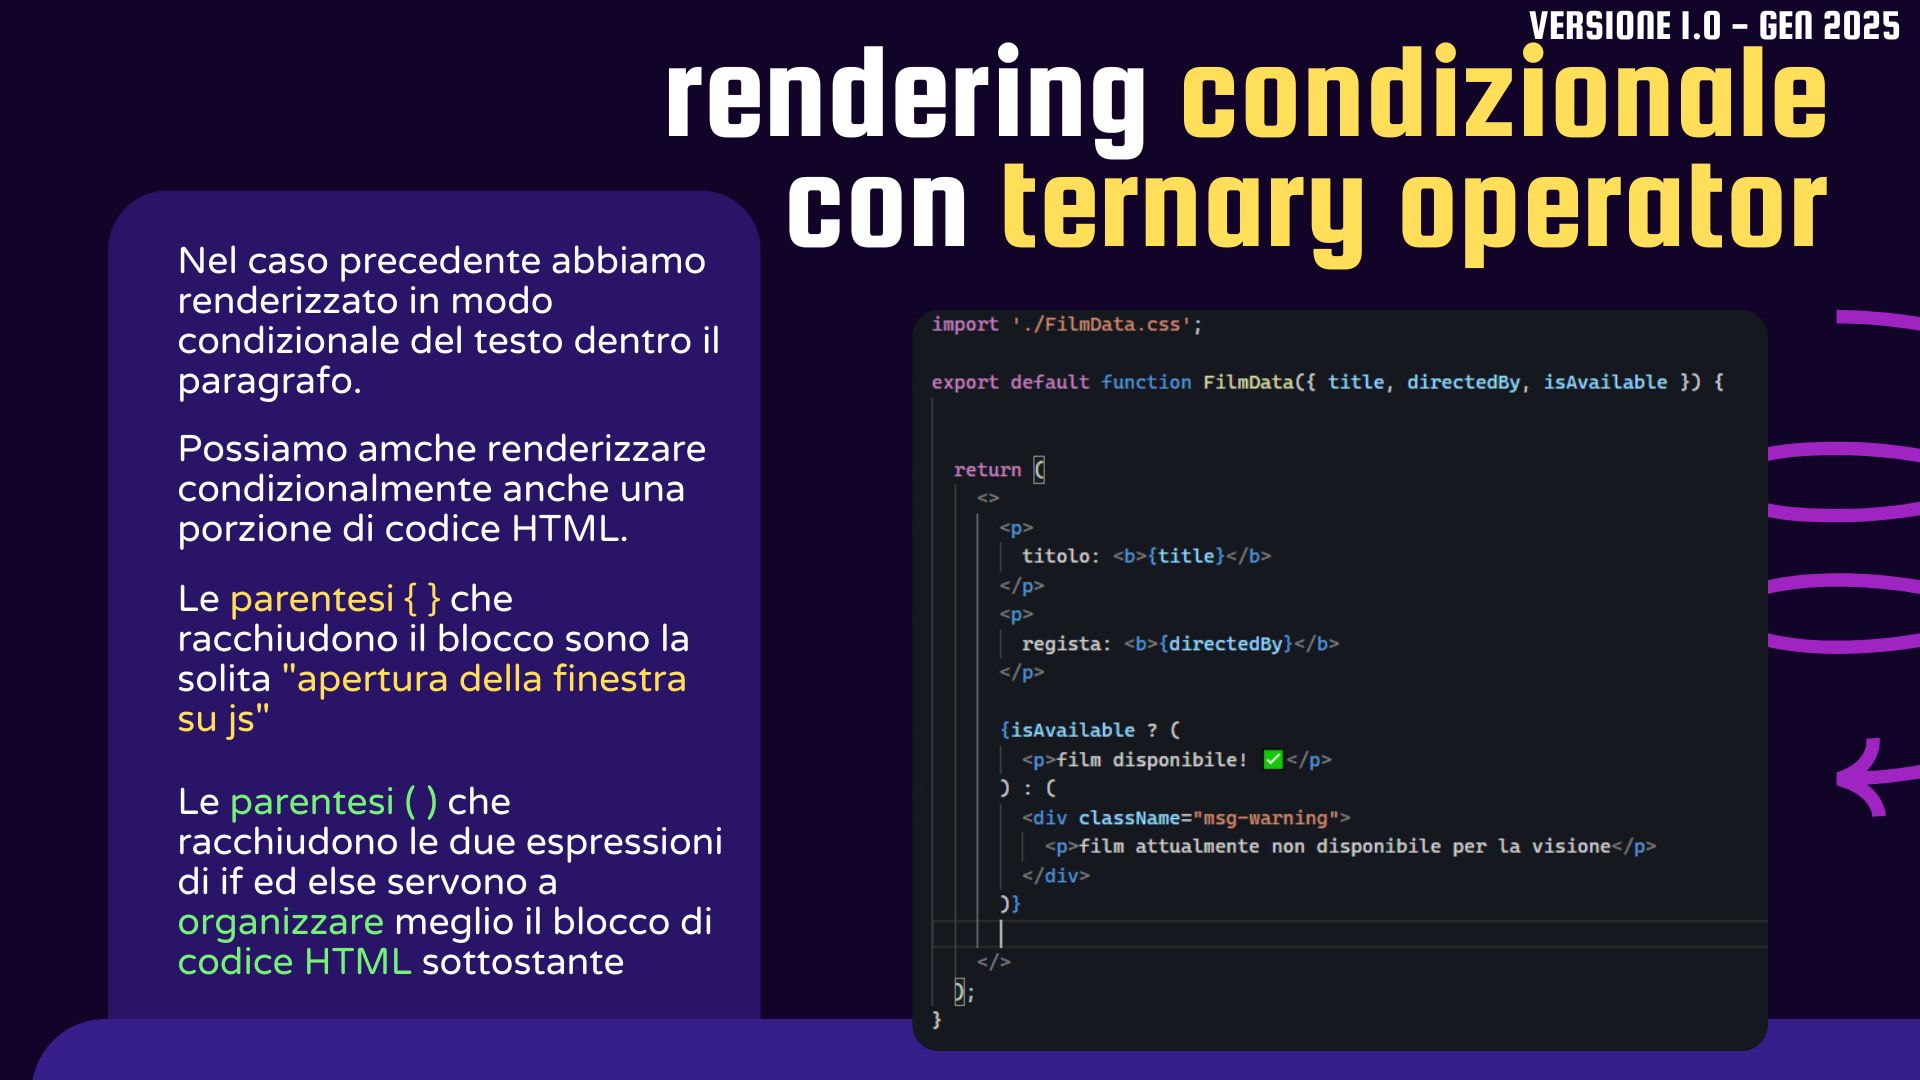 VERSIONE 1.0 - GEN 2025
rendering condizionale
con ternary operator
Nel caso precedente abbiamo
renderizzato in modo
condizionale del testo dentro il
paragrafo.
Possiamo amche renderizzare
condizionalmente anche una
porzione di codice HTML.
Le parentesi { } che
racchiudono il blocco sono la
solita "apertura della finestra
su js"
Le parentesi ( ) che
racchiudono le due espressioni
di if ed else servono a
organizzare meglio il blocco di
codice HTML sottostante
import './FilmData.css';
export default function FilmData({ title, directedBy, isAvailable }) {
return (
<>
<p>
titolo: <b>{title}</b>
</p>
<p>
regista: <b>{directedBy}</b>
</p>
{isAvailable ? (
<p>film disponibile! ✅</p>
) : (
<div className="msg-warning">
<p>film attualmente non disponibile per la visione</p>
</div>
)}
</>
);
}